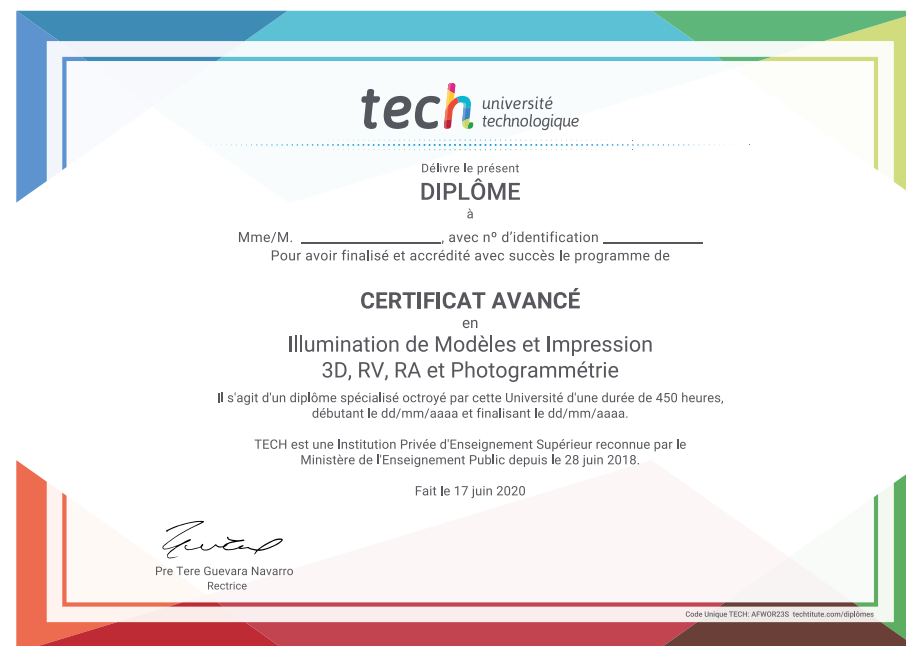 tech université
technologique
Délivre le présent
DIPLÔME
à
Mme/M. ____________________, avec nº d'identification ______________
Pour avoir finalisé et accrédité avec succès le programme de
CERTIFICAT AVANCÉ
en
Illumination de Modèles et Impression
3D, RV, RA et Photogrammétrie
Il s'agit d'un diplôme spécialisé octroyé par cette Université d'une durée de 450 heures,
débutant le dd/mm/aaaa et finalisant le dd/mm/aaaa.
TECH est une Institution Privée d'Enseignement Supérieur reconnue par le
Ministère de l'Enseignement Public depuis le 28 juin 2018.
Fait le 17 juin 2020
Pre Tere Guevara Navarro
Rectrice
Code Unique TECH: AFWOR23S techtitute.com/diplômes